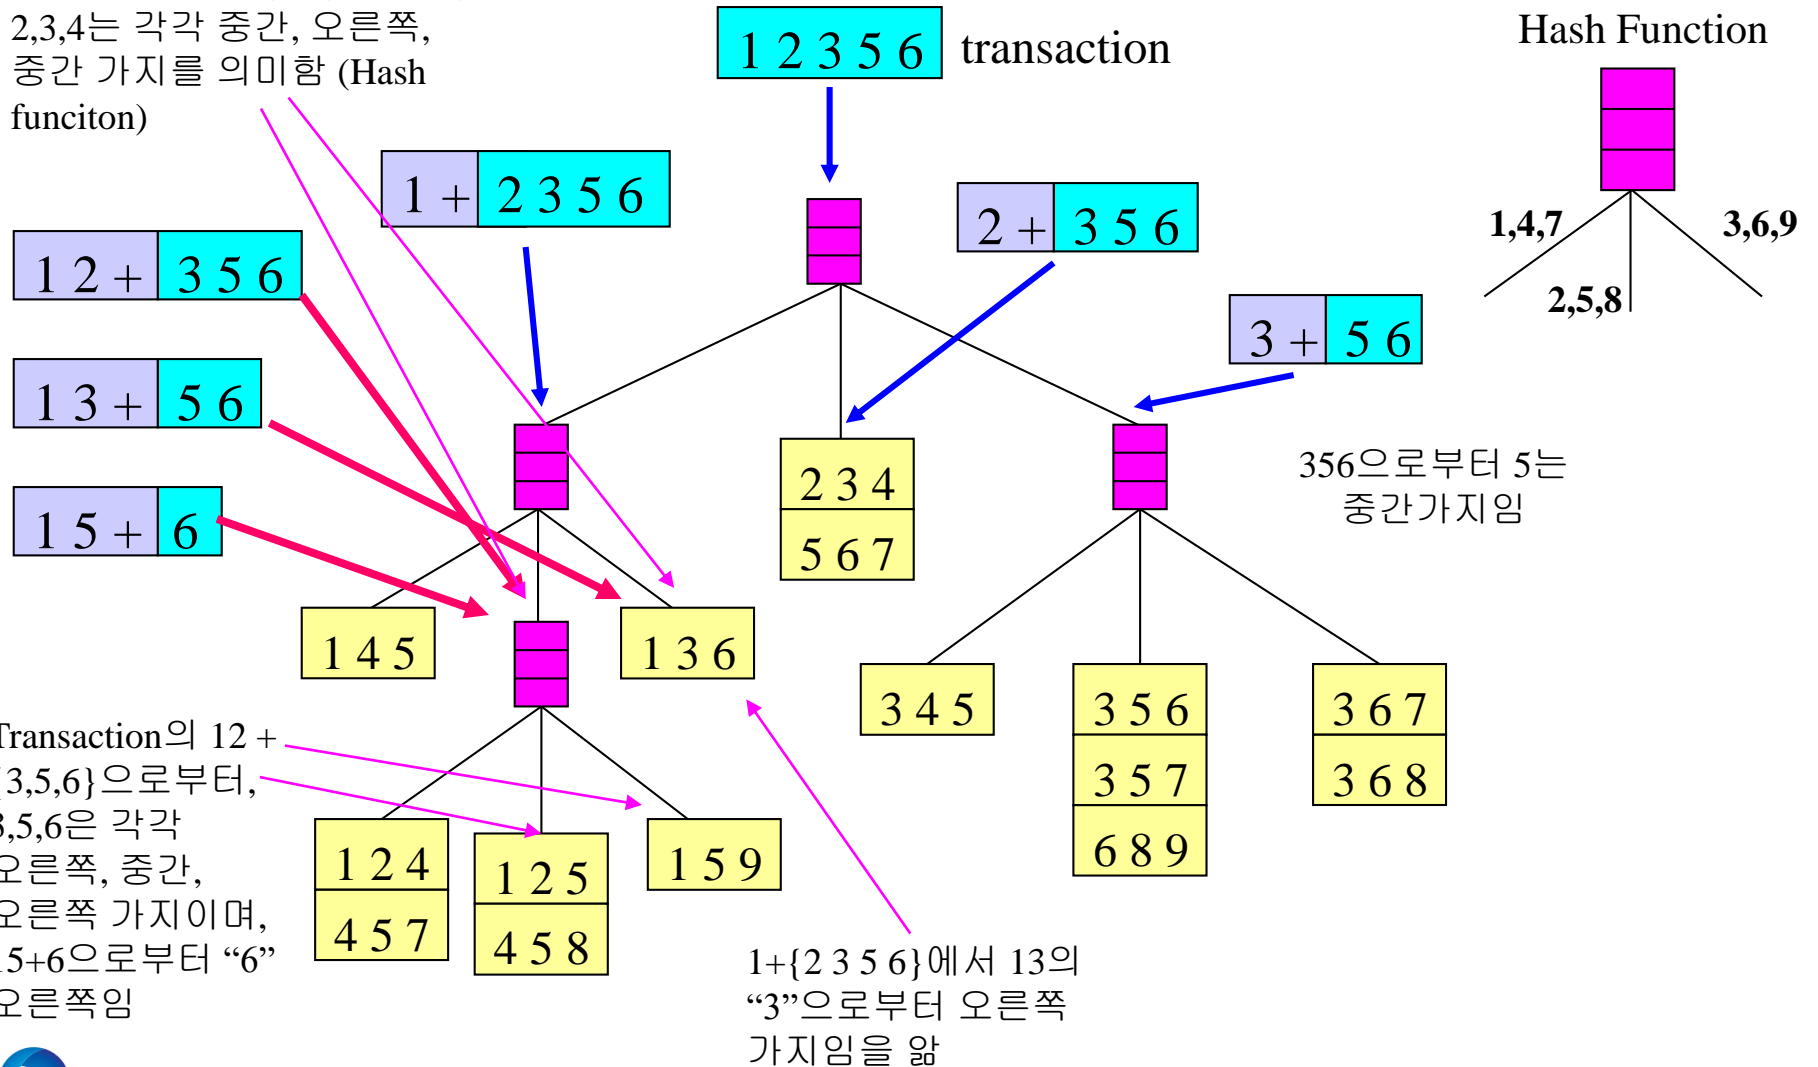 2,3,4는 각각 중간, 오른쪽,
중간 가지를 의미함 (Hash
funciton)
1 2 3 5 6 transaction
Hash Function
1,4,7
2,5,8
3,6,9
1 + 2 3 5 6
2 + 3 5 6
1 2 + 3 5 6
3 + 5 6
1 3 + 5 6
1 5 + 6
356으로부터 5는
중간가지임
2 3 4
5 6 7
1 4 5
1 3 6
3 4 5
3 5 6
3 5 7
6 8 9
3 6 7
3 6 8
Transaction의 12 +
{3,5,6}으로부터,
3,5,6은 각각
오른쪽, 중간,
오른쪽 가지이며,
15+6으로부터 “6”
오른쪽임
1 2 4
4 5 7
1 2 5
4 5 8
1 5 9
1+{2 3 5 6}에서 13의
“3”으로부터 오른쪽
가지임을 앎